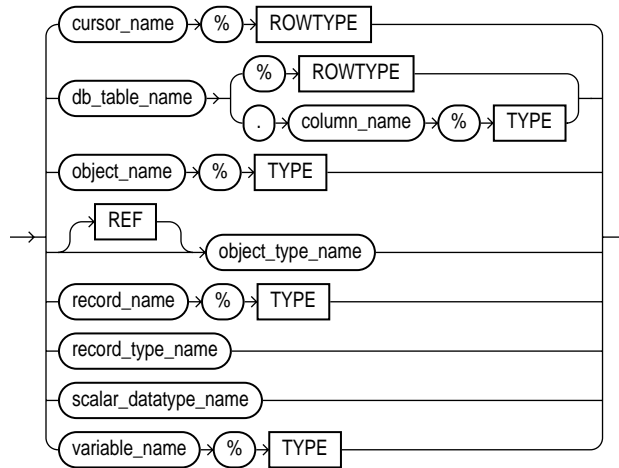 cursor_name % ROWTYPE
% ROWTYPE
db_table_name
. column_name % TYPE
object_name % TYPE
REF
object_type_name
record_name % TYPE
record_type_name
scalar_datatype_name
variable_name % TYPE